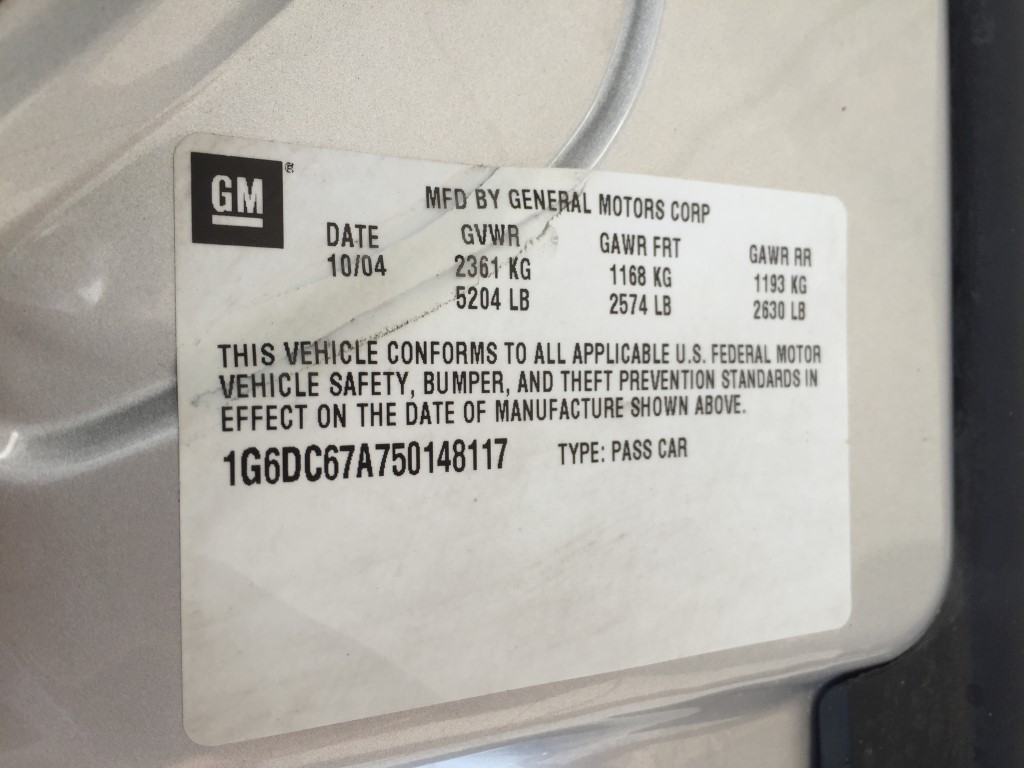 GM®
MFD BY GENERAL MOTORS CORP
DATE GVWR GAWR FRT GAWR RR
10/04 2361 KG 1168 KG 1193 KG
5204 LB 2574 LB 2630 LB
THIS VEHICLE CONFORMS TO ALL APPLICABLE U.S. FEDERAL MOTOR
VEHICLE SAFETY, BUMPER, AND THEFT PREVENTION STANDARDS IN
EFFECT ON THE DATE OF MANUFACTURE SHOWN ABOVE.
1G6DC67A750148117 TYPE: PASS CAR